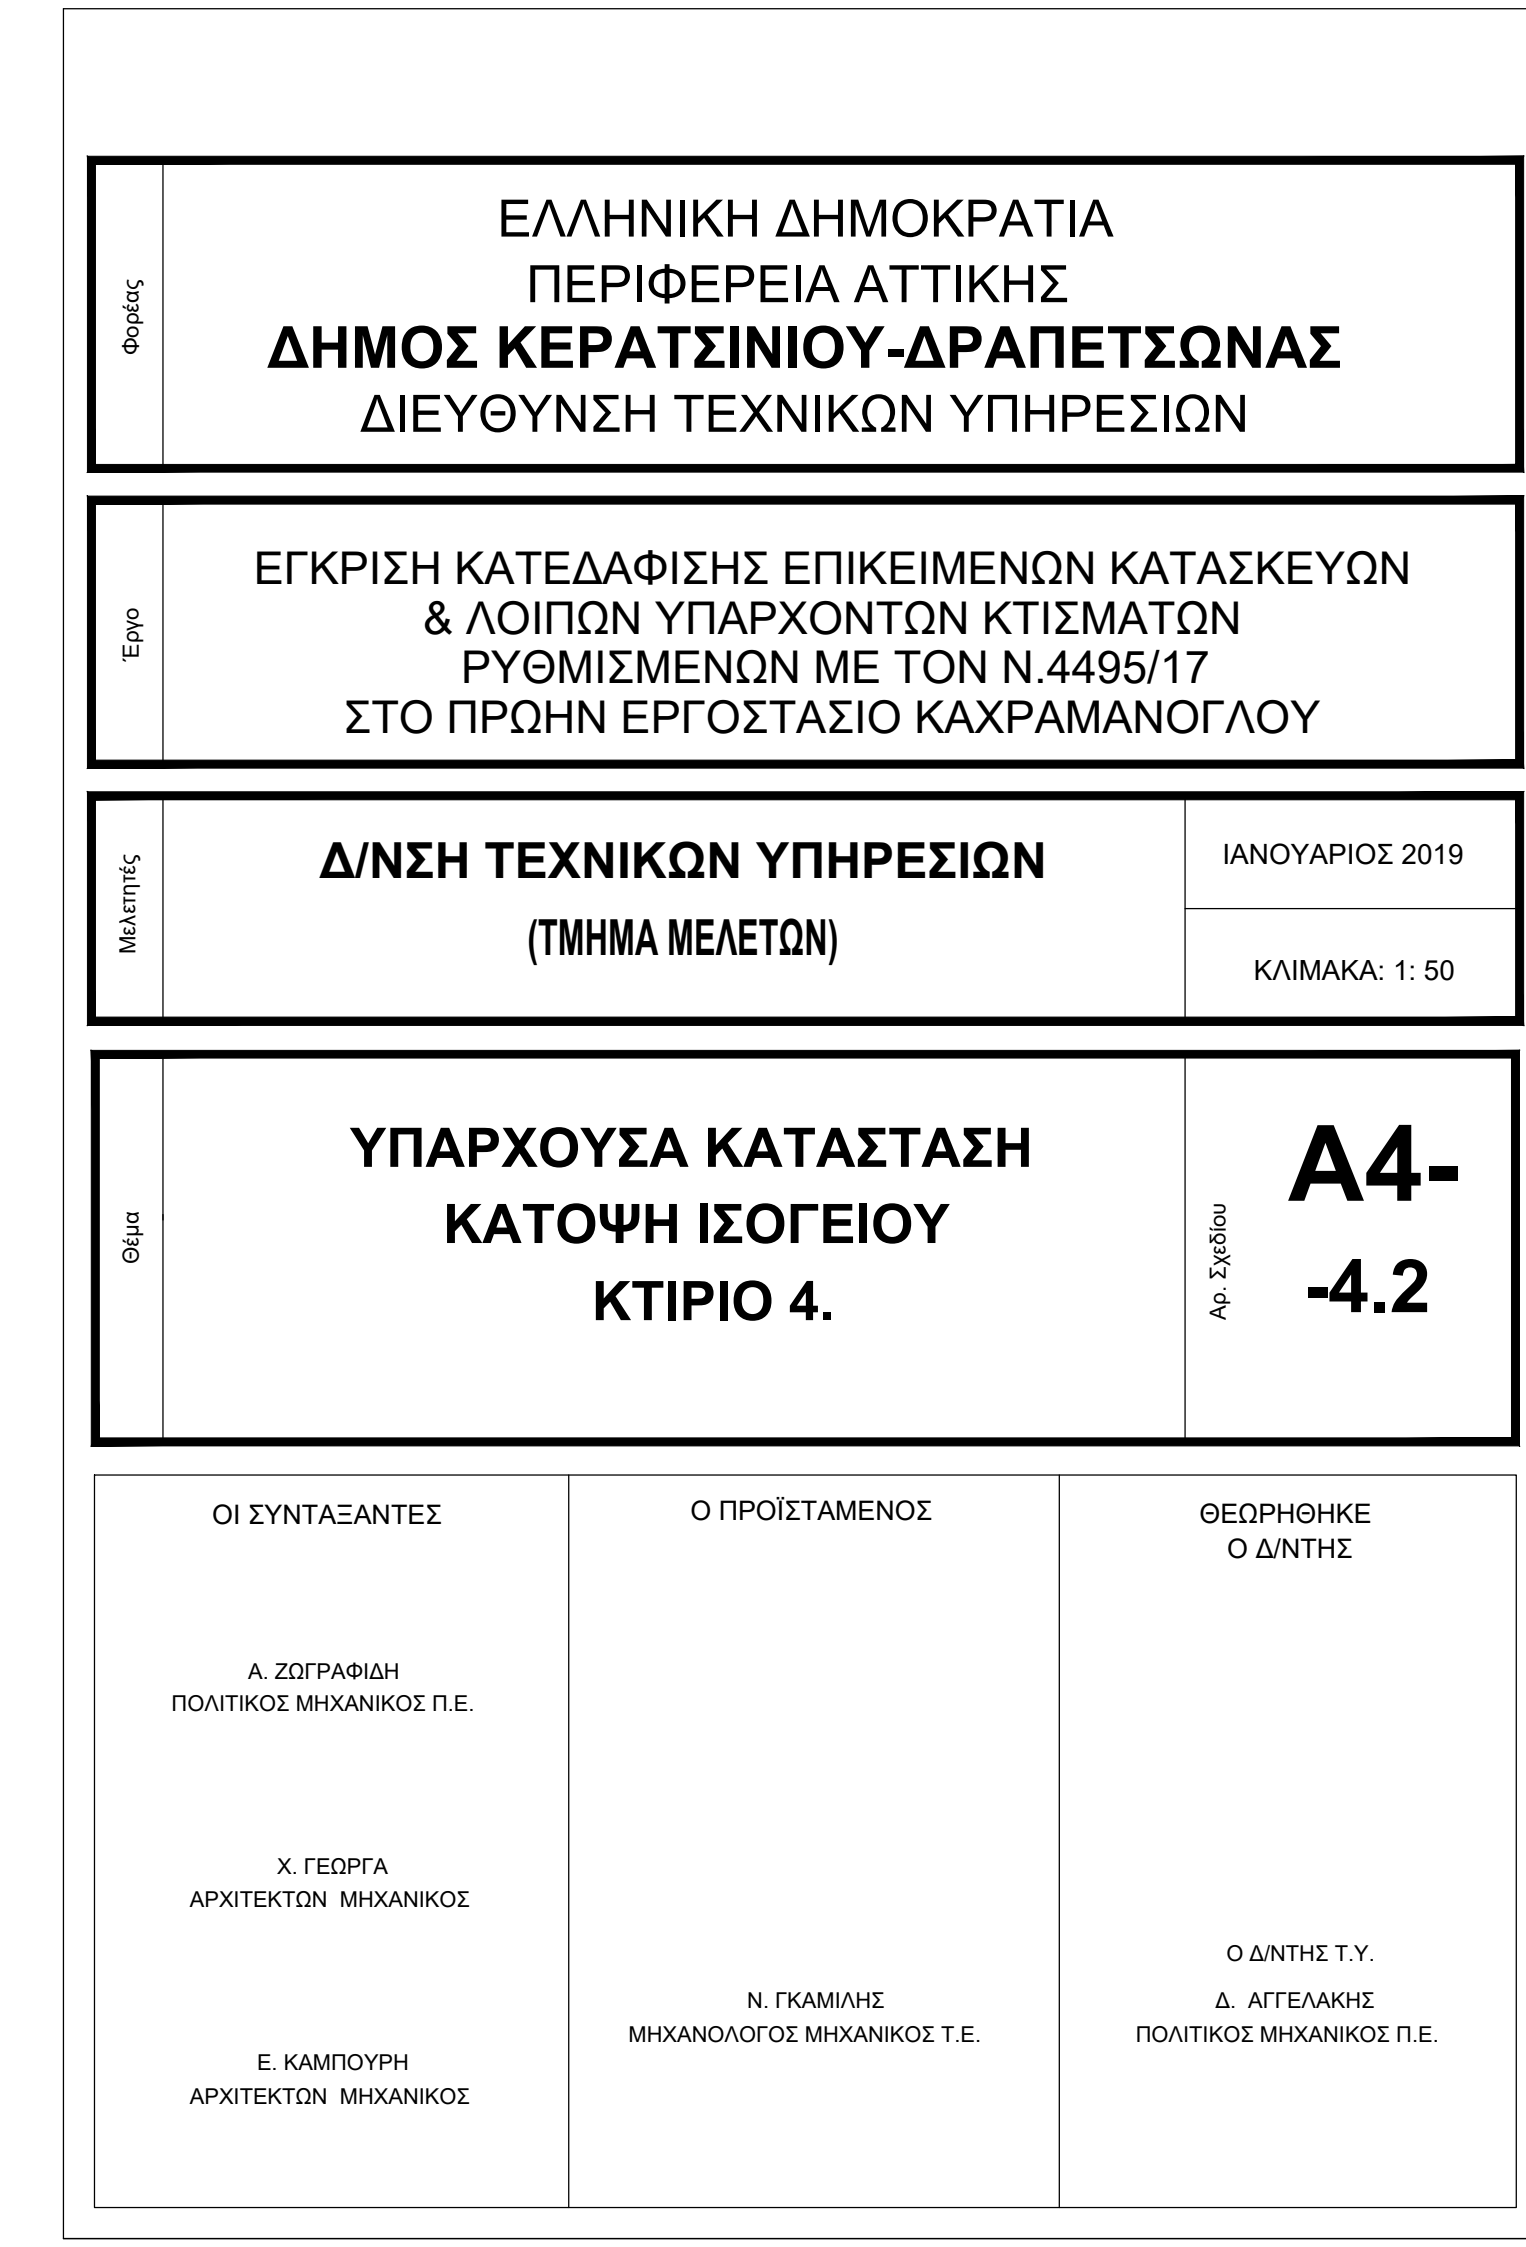 Φορέας
ΕΛΛΗΝΙΚΗ ΔΗΜΟΚΡΑΤΙΑ
ΠΕΡΙΦΕΡΕΙΑ ΑΤΤΙΚΗΣ
ΔΗΜΟΣ ΚΕΡΑΤΣΙΝΙΟΥ-ΔΡΑΠΕΤΣΩΝΑΣ
ΔΙΕΥΘΥΝΣΗ ΤΕΧΝΙΚΩΝ ΥΠΗΡΕΣΙΩΝ
Έργο
ΕΓΚΡΙΣΗ ΚΑΤΕΔΑΦΙΣΗΣ ΕΠΙΚΕΙΜΕΝΩΝ ΚΑΤΑΣΚΕΥΩΝ
& ΛΟΙΠΩΝ ΥΠΑΡΧΟΝΤΩΝ ΚΤΙΣΜΑΤΩΝ
ΡΥΘΜΙΣΜΕΝΩΝ ΜΕ ΤΟΝ Ν.4495/17
ΣΤΟ ΠΡΩΗΝ ΕΡΓΟΣΤΑΣΙΟ ΚΑΧΡΑΜΑΝΟΓΛΟΥ
Μελετητές
Δ/ΝΣΗ ΤΕΧΝΙΚΩΝ ΥΠΗΡΕΣΙΩΝ
(ΤΜΗΜΑ ΜΕΛΕΤΩΝ)
ΙΑΝΟΥΑΡΙΟΣ 2019
ΚΛΙΜΑΚΑ: 1: 50
Θέμα
ΥΠΑΡΧΟΥΣΑ ΚΑΤΑΣΤΑΣΗ
ΚΑΤΟΨΗ ΙΣΟΓΕΙΟΥ
ΚΤΙΡΙΟ 4.
Αρ. Σχεδίου
Α4-
-4.2
ΟΙ ΣΥΝΤΑΞΑΝΤΕΣ
Α. ΖΩΓΡΑΦΙΔΗ
ΠΟΛΙΤΙΚΟΣ ΜΗΧΑΝΙΚΟΣ Π.Ε.
Χ. ΓΕΩΡΓΑ
ΑΡΧΙΤΕΚΤΩΝ  ΜΗΧΑΝΙΚΟΣ
Ε. ΚΑΜΠΟΥΡΗ
ΑΡΧΙΤΕΚΤΩΝ  ΜΗΧΑΝΙΚΟΣ
Ο ΠΡΟΪΣΤΑΜΕΝΟΣ
Ν. ΓΚΑΜΙΛΗΣ
ΜΗΧΑΝΟΛΟΓΟΣ ΜΗΧΑΝΙΚΟΣ Τ.Ε.
ΘΕΩΡΗΘΗΚΕ
Ο Δ/ΝΤΗΣ
Ο Δ/ΝΤΗΣ Τ.Υ.
Δ.  ΑΓΓΕΛΑΚΗΣ
ΠΟΛΙΤΙΚΟΣ ΜΗΧΑΝΙΚΟΣ Π.Ε.